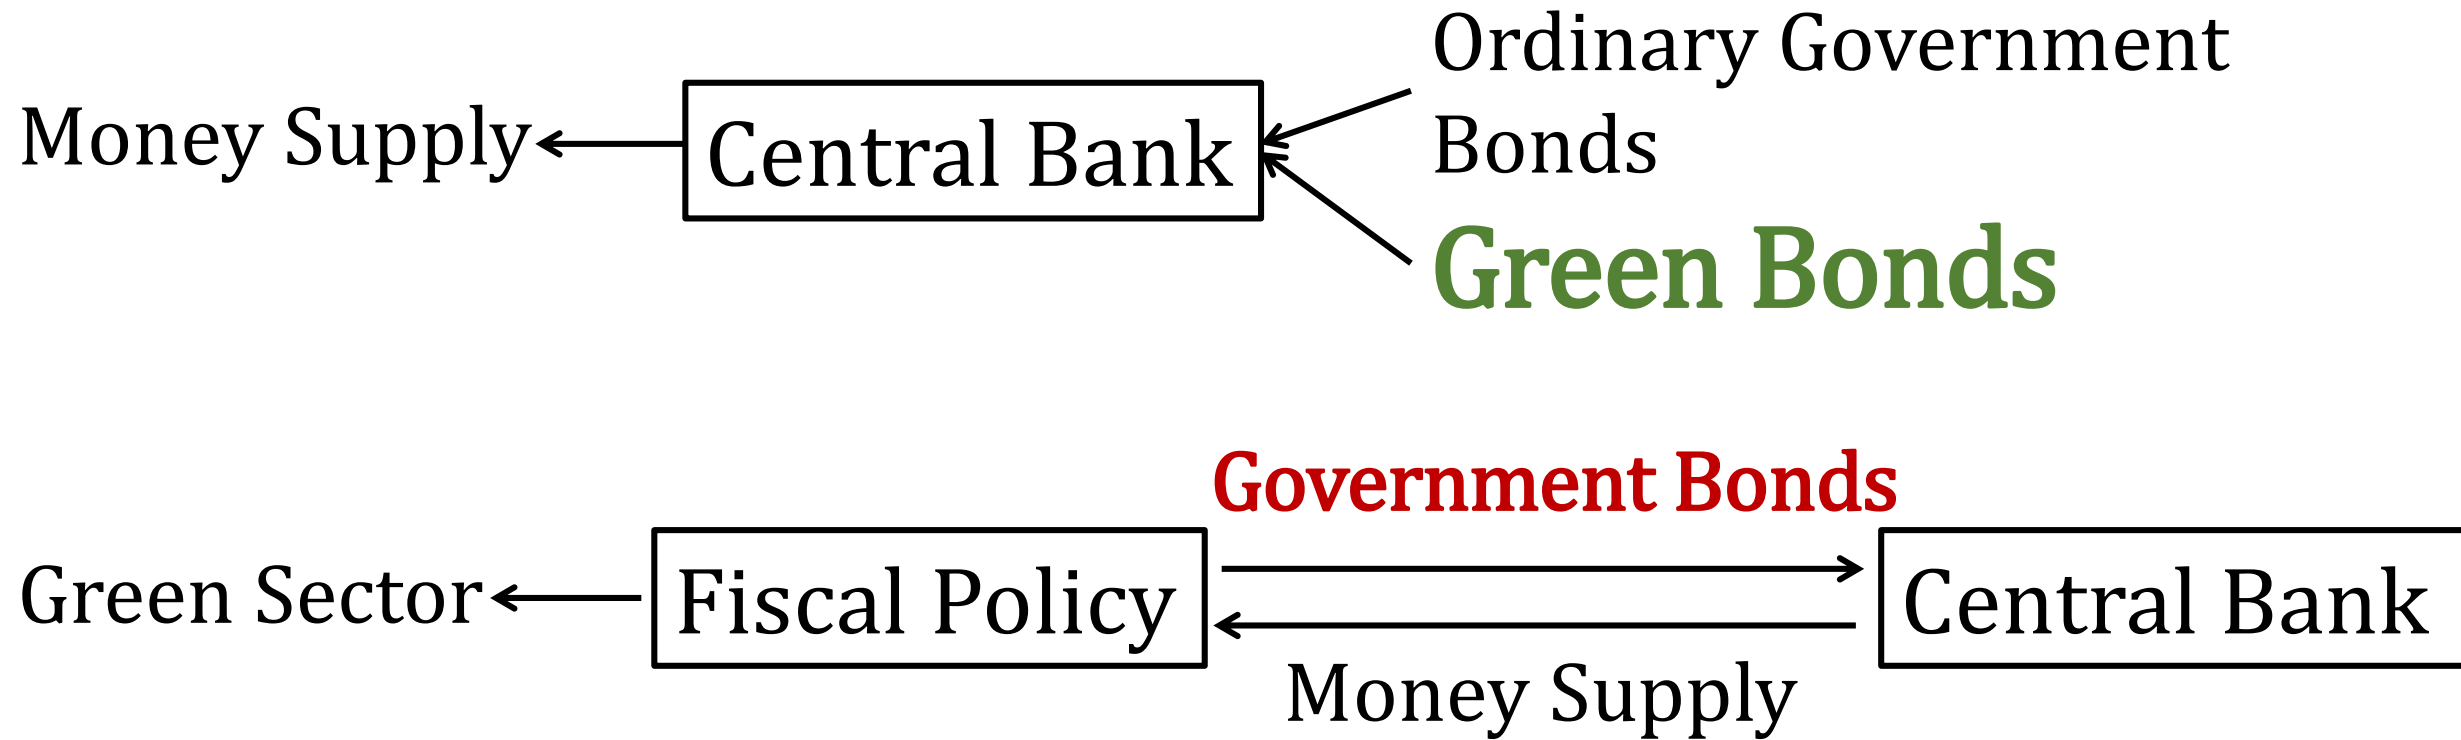 Ordinary Government
Bonds
Money Supply
Central Bank
Green Bonds
Government Bonds
Green Sector
Fiscal Policy
Central Bank
Money Supply